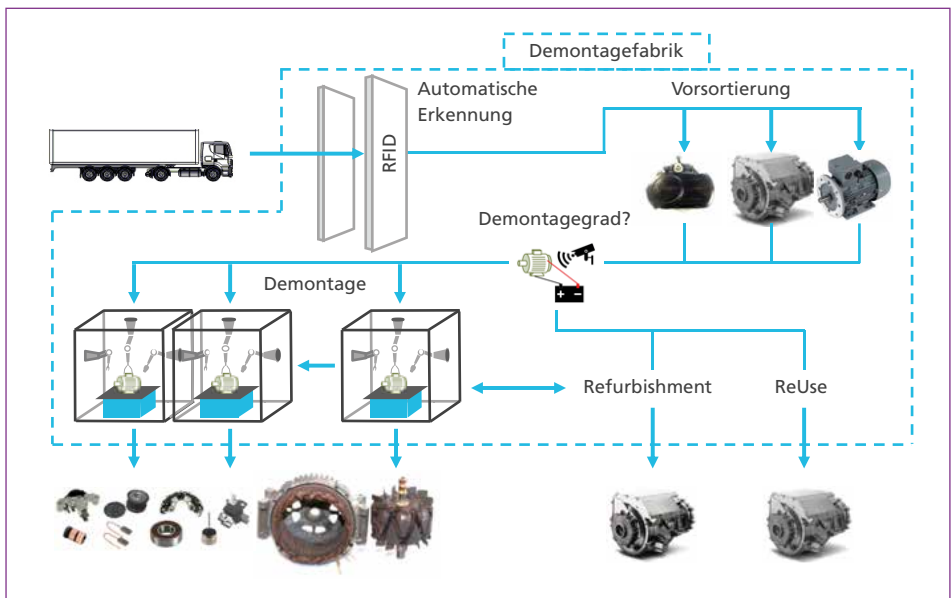 Demontagefabrik
Automatische
Erkennung
Vorsortierung
RFID
Demontagegrad?
Demontage
+ −
Refurbishment
ReUse